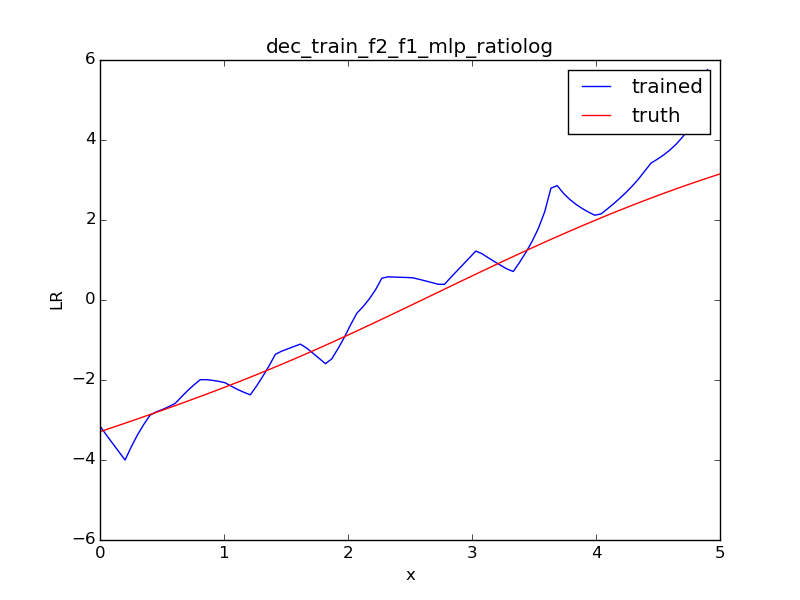 dec_train_f2_f1_mlp_ratiolog
6
4
2
0
−2
−4
−6
LR
trained
truth
0 1 2 3 4 5
x